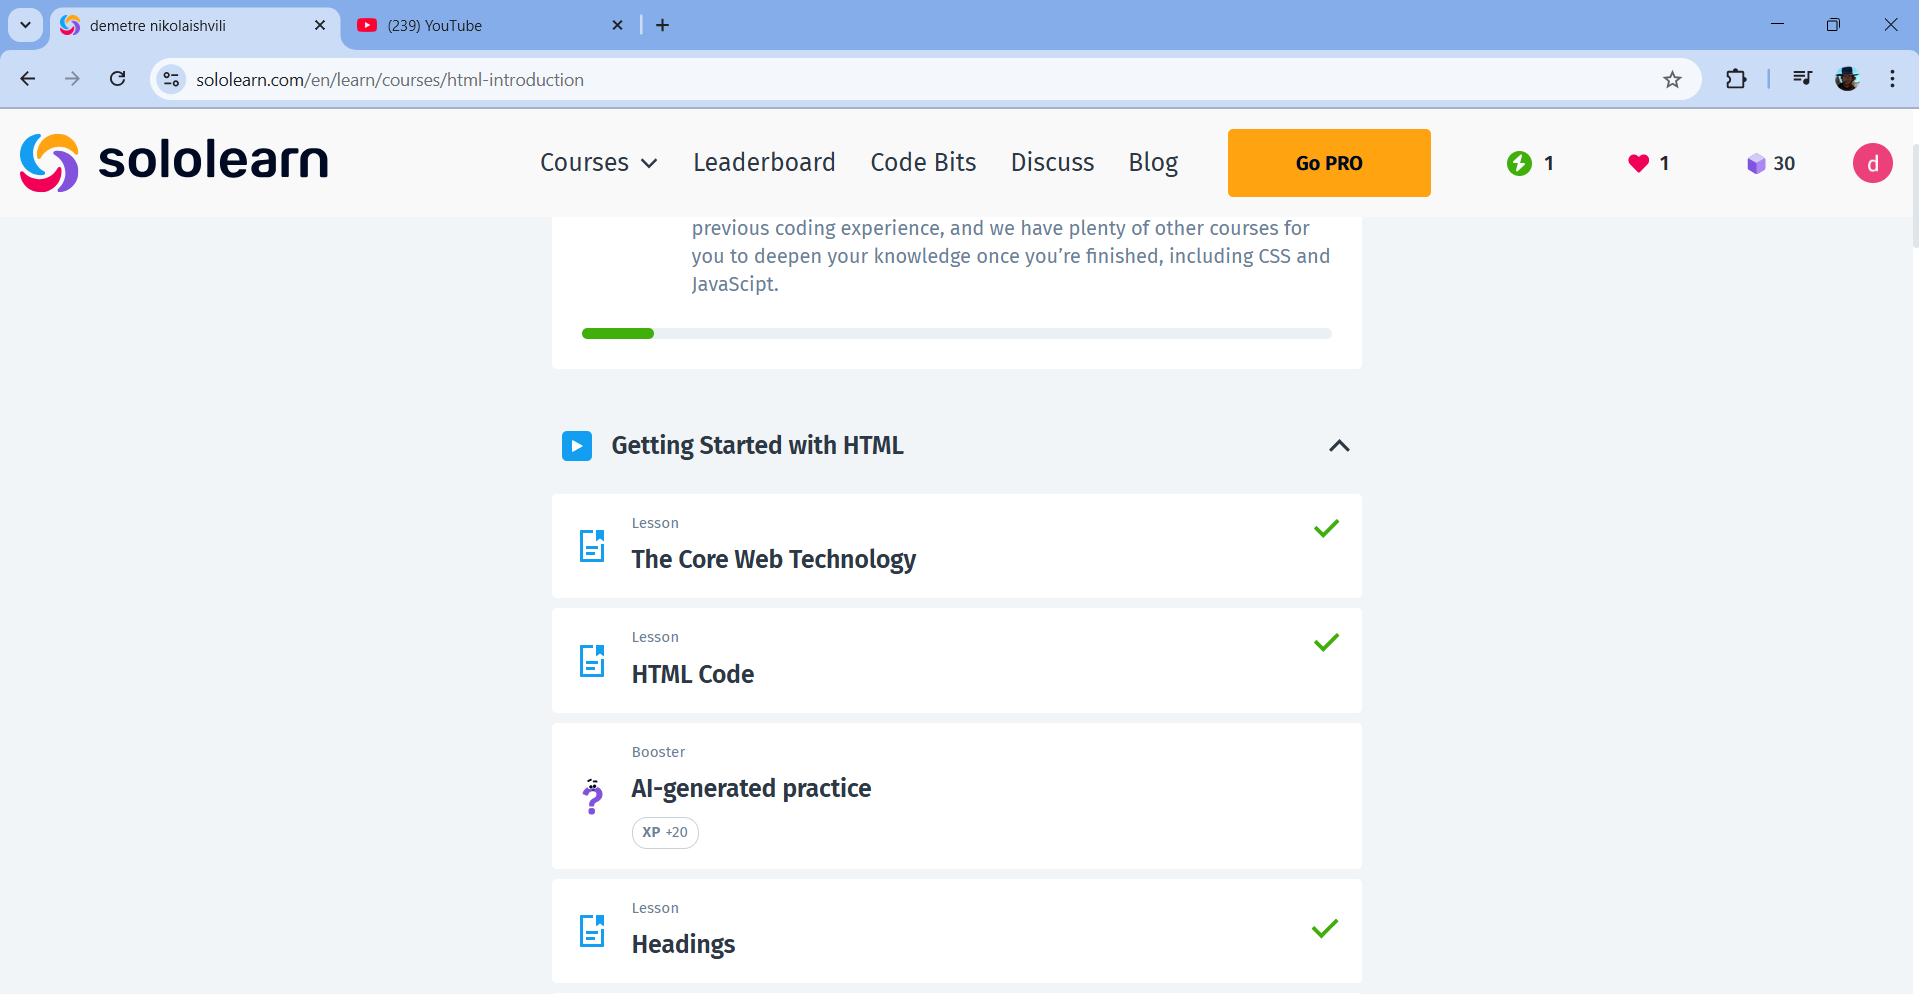 demetre nikolaishvili
(239) YouTube
sololearn.com/en/learn/courses/html-introduction
sololearn
Courses
Leaderboard
Code Bits
Discuss
Blog
Go PRO
1
1
30
d
previous coding experience, and we have plenty of other courses for
you to deepen your knowledge once you’re finished, including CSS and
JavaScipt.
Getting Started with HTML
Lesson
The Core Web Technology
Lesson
HTML Code
Booster
AI-generated practice
XP +20
Lesson
Headings